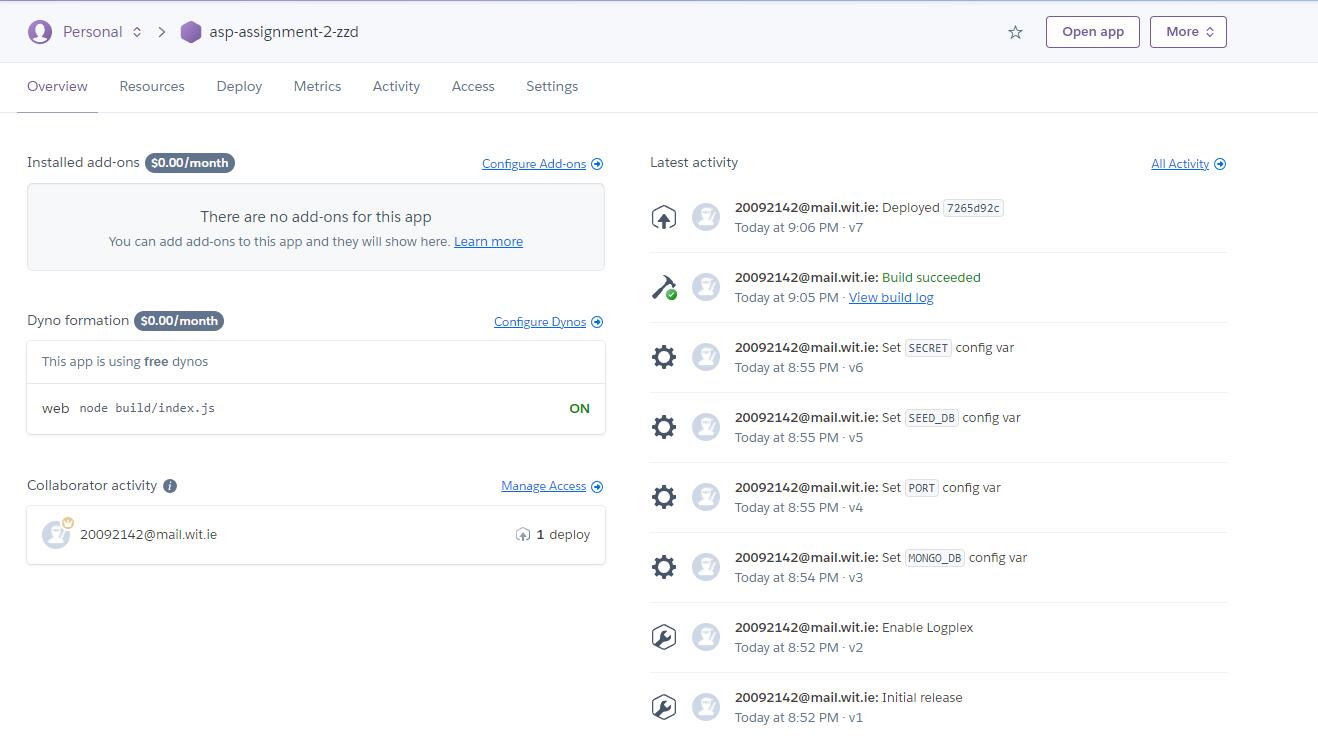 Personal asp-assignment-2-zzd Open app More
Overview Resources Deploy Metrics Activity Access Settings
Installed add-ons $0.00/month Configure Add-ons
There are no add-ons for this app
You can add add-ons to this app and they will show here. Learn more
Dyno formation $0.00/month Configure Dynos
This app is using free dynos
web node build/index.js ON
Collaborator activity i Manage Access
20092142@mail.wit.ie 1 deploy
Latest activity All Activity
20092142@mail.wit.ie: Deployed 7265d92c
Today at 9:06 PM · v7
20092142@mail.wit.ie: Build succeeded
Today at 9:05 PM · View build log
20092142@mail.wit.ie: Set SECRET config var
Today at 8:55 PM · v6
20092142@mail.wit.ie: Set SEED_DB config var
Today at 8:55 PM · v5
20092142@mail.wit.ie: Set PORT config var
Today at 8:55 PM · v4
20092142@mail.wit.ie: Set MONGO_DB config var
Today at 8:54 PM · v3
20092142@mail.wit.ie: Enable Logplex
Today at 8:52 PM · v2
20092142@mail.wit.ie: Initial release
Today at 8:52 PM · v1